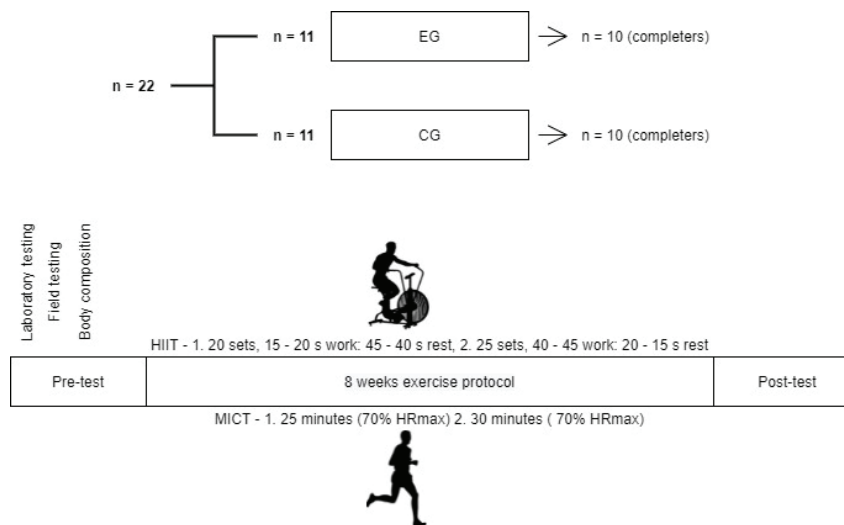 n = 11
EG
n = 10 (completers)
n = 22
n = 11
CG
n = 10 (completers)
Laboratory testing
Field testing
Body composition
HIIT - 1. 20 sets, 15 - 20 s work: 45 - 40 s rest, 2. 25 sets, 40 - 45 work: 20 - 15 s rest
Pre-test
8 weeks exercise protocol
Post-test
MICT - 1. 25 minutes (70% HRmax) 2. 30 minutes ( 70% HRmax)